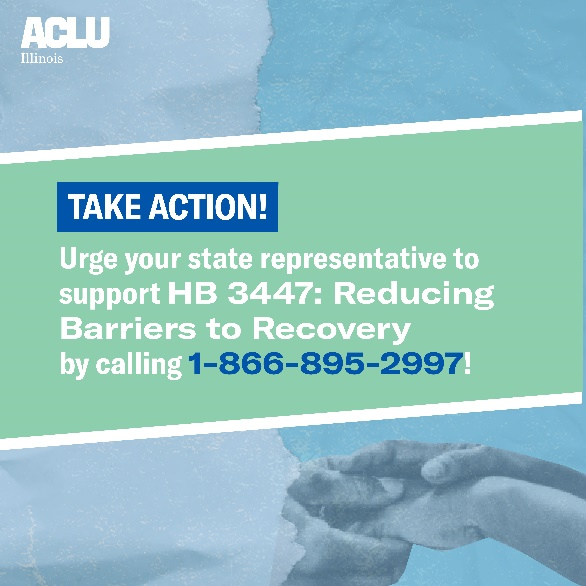 ACLU
Illinois
TAKE ACTION!
Urge your state representative to
support HB 3447: Reducing
Barriers to Recovery
by calling 1-866-895-2997!